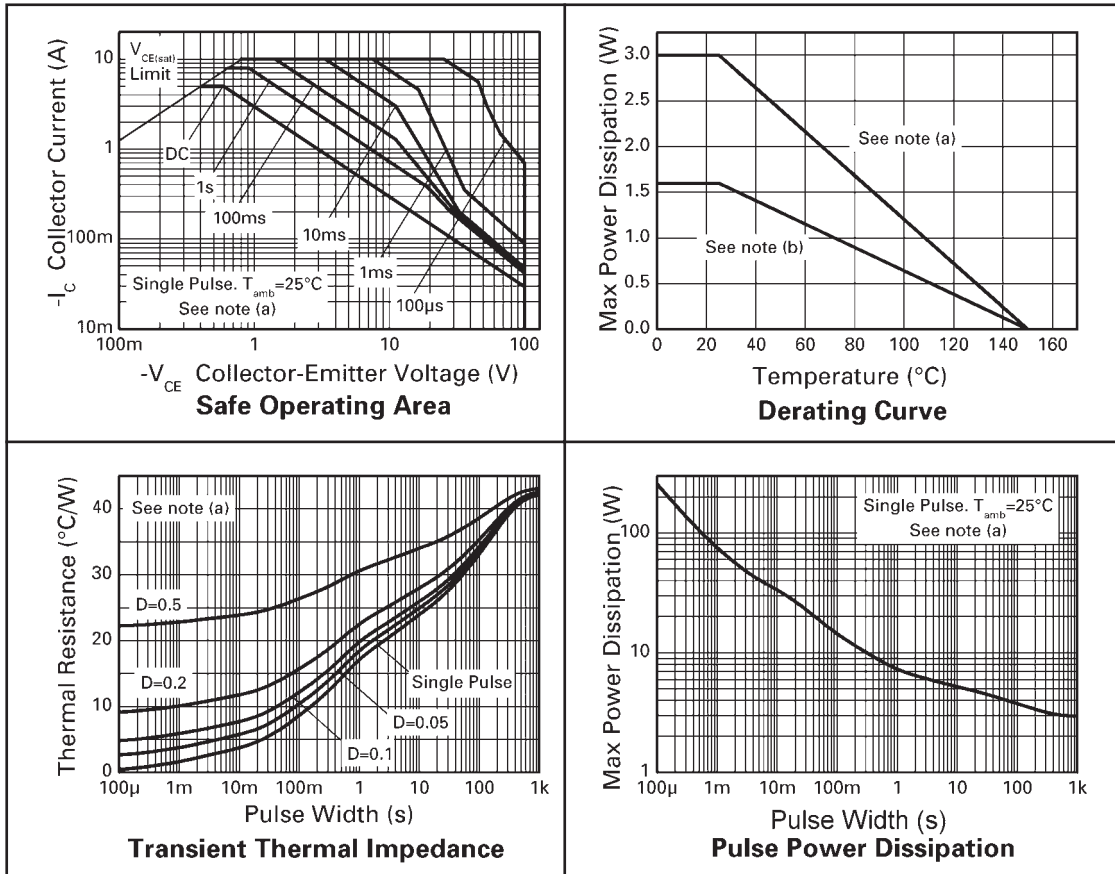 -I_C Collector Current (A)
10
1
100m
10m
V_CE(sat)
Limit
DC
1s
100ms
10ms
1ms
100µs
Single Pulse. T_amb=25°C
See note (a)
100m
1
10
100
-V_CE Collector-Emitter Voltage (V)
Safe Operating Area
Max Power Dissipation (W)
3.0
2.5
2.0
1.5
1.0
0.5
0.0
See note (a)
See note (b)
0
20
40
60
80
100
120
140
160
Temperature (°C)
Derating Curve
Thermal Resistance (°C/W)
40
30
20
10
0
See note (a)
D=0.5
D=0.2
Single Pulse
D=0.05
D=0.1
100µ
1m
10m
100m
1
10
100
1k
Pulse Width (s)
Transient Thermal Impedance
Max Power Dissipation (W)
100
10
1
Single Pulse. T_amb=25°C
See note (a)
100µ
1m
10m
100m
1
10
100
1k
Pulse Width (s)
Pulse Power Dissipation